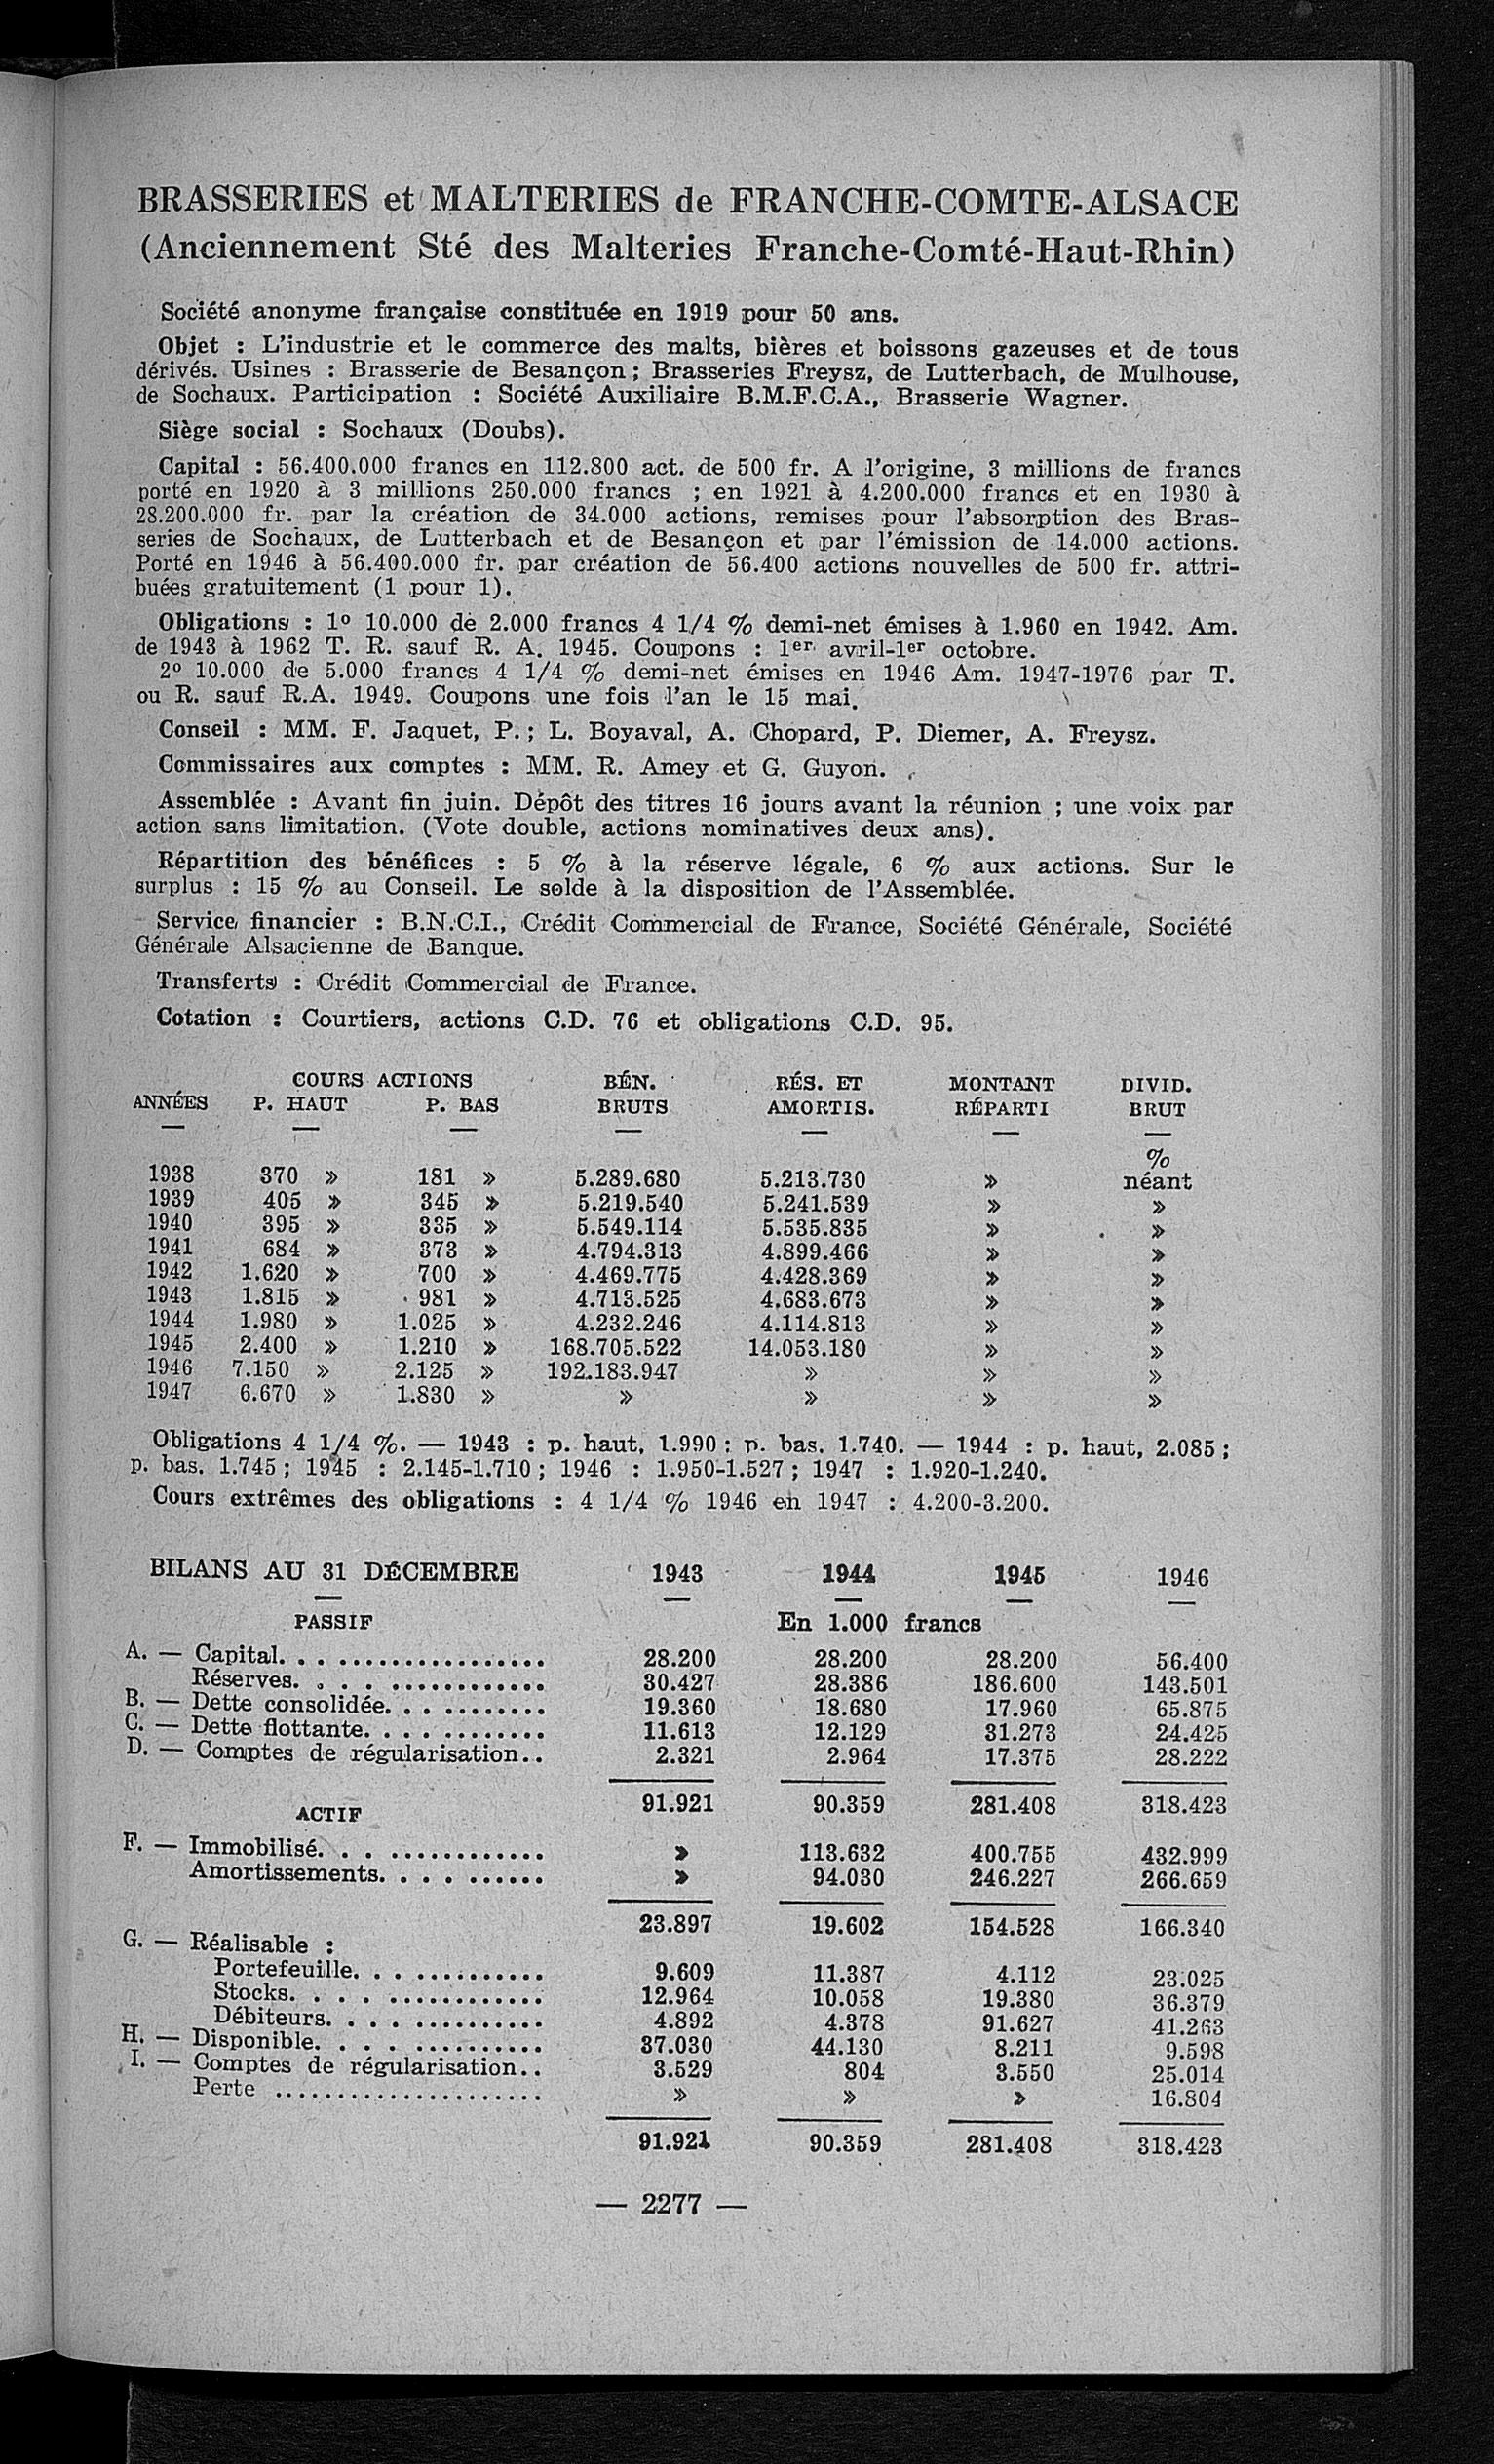 BRASSERIES et MALTERIES de FRANCHE-COMTE-ALSACE
(Anciennement Sté des Malteries Franche-Comté-Haut-Rhin)
Société anonyme française constituée en 1919 pour 50 ans.
Objet : L'industrie et le commerce des malts, bières et boissons gazeuses et de tous
dérivés. Usines : Brasserie de Besançon; Brasseries Freysz, de Lutterbach, de Mulhouse,
de Sochaux. Participation : Société Auxiliaire B.M.F.C.A., Brasserie Wagner.
Siège social : Sochaux (Doubs).
Capital : 56.400.000 francs en 112.800 act. de 500 fr. A l'origine, 3 millions de francs
porté en 1920 à 3 millions 250.000 francs ; en 1921 à 4.200.000 francs et en 1930 à
28.200.000 fr. par la création de 34.000 actions, remises pour l'absorption des Bras-
series de Sochaux, de Lutterbach et de Besançon et par l'émission de 14.000 actions.
Porté en 1946 à 56.400.000 fr. par création de 56.400 actions nouvelles de 500 fr. attri-
buées gratuitement (1 pour 1).
Obligations : 1º 10.000 de 2.000 francs 4 1/4 % demi-net émises à 1.960 en 1942. Am.
de 1943 à 1962 T. R. sauf R. A. 1945. Coupons : 1er avril-1er octobre.
2º 10.000 de 5.000 francs 4 1/4 % demi-net émises en 1946 Am. 1947-1976 par T.
ou R. sauf R.A. 1949. Coupons une fois l'an le 15 mai.
Conseil : MM. F. Jaquet, P.; L. Boyaval, A. Chopard, P. Diemer, A. Freysz.
Commissaires aux comptes : MM. R. Amey et G. Guyon.
Assemblée : Avant fin juin. Dépôt des titres 16 jours avant la réunion ; une voix par
action sans limitation. (Vote double, actions nominatives deux ans).
Répartition des bénéfices : 5 % à la réserve légale, 6 % aux actions. Sur le
surplus : 15 % au Conseil. Le solde à la disposition de l'Assemblée.
Service financier : B.N.C.I., Crédit Commercial de France, Société Générale, Société
Générale Alsacienne de Banque.
Transferts : Crédit Commercial de France.
Cotation : Courtiers, actions C.D. 76 et obligations C.D. 95.
COURS ACTIONS BÉN. RÉS. ET MONTANT DIVID.
ANNÉES P. HAUT P. BAS BRUTS AMORTIS. RÉPARTI BRUT
%
1938 370 » 181 » 5.289.680 5.213.730 » néant
1939 405 » 345 » 5.219.540 5.241.539 » »
1940 395 » 335 » 5.549.114 5.535.835 » »
1941 684 » 373 » 4.794.313 4.899.466 » »
1942 1.620 » 700 » 4.469.775 4.428.369 » »
1943 1.815 » 981 » 4.713.525 4.683.673 » »
1944 1.980 » 1.025 » 4.232.246 4.114.813 » »
1945 2.400 » 1.210 » 168.705.522 14.053.180 » »
1946 7.150 » 2.125 » 192.183.947 » » »
1947 6.670 » 1.830 » » » » »
Obligations 4 1/4 %. — 1943 : p. haut, 1.990; p. bas, 1.740. — 1944 : p. haut, 2.085;
p. bas, 1.745; 1945 : 2.145-1.710; 1946 : 1.950-1.527; 1947 : 1.920-1.240.
Cours extrêmes des obligations : 4 1/4 % 1946 en 1947 : 4.200-3.200.
BILANS AU 31 DÉCEMBRE 1943 1944 1945 1946
PASSIF En 1.000 francs
A. — Capital. . . . . . . . . . . . . . . . . . 28.200 28.200 28.200 56.400
Réserves. . . . . . . . . . . . . . . . 30.427 28.386 186.600 143.501
B. — Dette consolidée. . . . . . . . . . . 19.360 18.680 17.960 65.875
C. — Dette flottante. . . . . . . . . . . . 11.613 12.129 31.273 24.425
D. — Comptes de régularisation.. 2.321 2.964 17.375 28.222
91.921 90.359 281.408 318.423
ACTIF
F. — Immobilisé. . . . . . . . . . . . . . . » 113.632 400.755 432.999
Amortissements. . . . . . . . . . » 94.030 246.227 266.659
23.897 19.602 154.528 166.340
G. — Réalisable :
Portefeuille. . . . . . . . . . . . . 9.609 11.387 4.112 23.025
Stocks. . . . . . . . . . . . . . . . . 12.964 10.058 19.380 36.379
Débiteurs. . . . . . . . . . . . . . 4.892 4.378 91.627 41.263
H. — Disponible. . . . . . . . . . . . . . 37.030 44.130 8.211 9.598
I. — Comptes de régularisation.. 3.529 804 3.550 25.014
Perte ...................... » » » 16.804
91.921 90.359 281.408 318.423
— 2277 —